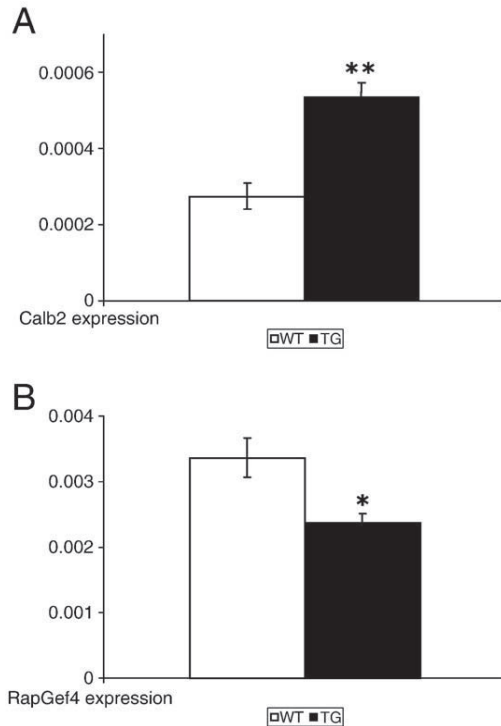 A
0.0006
**
0.0004
0.0002
0
Calb2 expression
WT TG
B
0.004
0.003
*
0.002
0.001
0
RapGef4 expression
WT TG